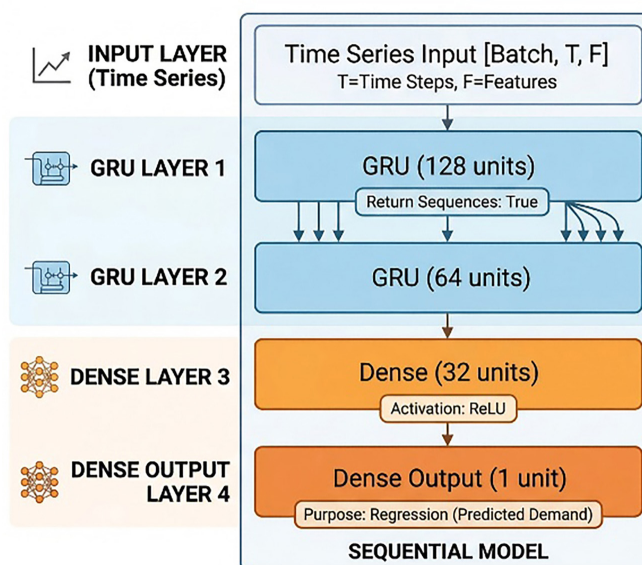 INPUT LAYER
(Time Series)
Time Series Input [Batch, T, F]
T=Time Steps, F=Features
GRU LAYER 1
GRU (128 units)
Return Sequences: True
GRU LAYER 2
GRU (64 units)
DENSE LAYER 3
Dense (32 units)
Activation: ReLU
DENSE OUTPUT
LAYER 4
Dense Output (1 unit)
Purpose: Regression (Predicted Demand)
SEQUENTIAL MODEL